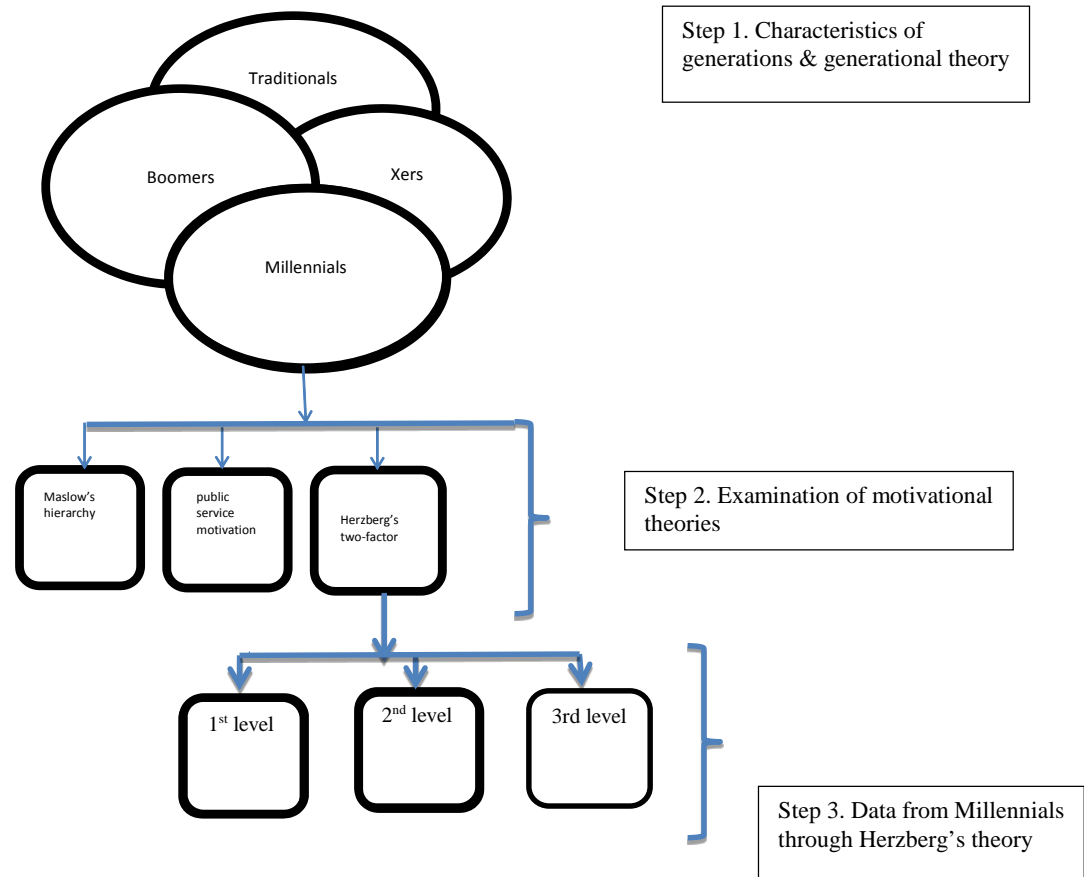 Step 1. Characteristics of
generations & generational theory
Traditionals
Boomers
Xers
Millennials
Maslow’s
hierarchy
public
service
motivation
Herzberg’s
two-factor
Step 2. Examination of motivational
theories
1st level
2nd level
3rd level
Step 3. Data from Millennials
through Herzberg’s theory